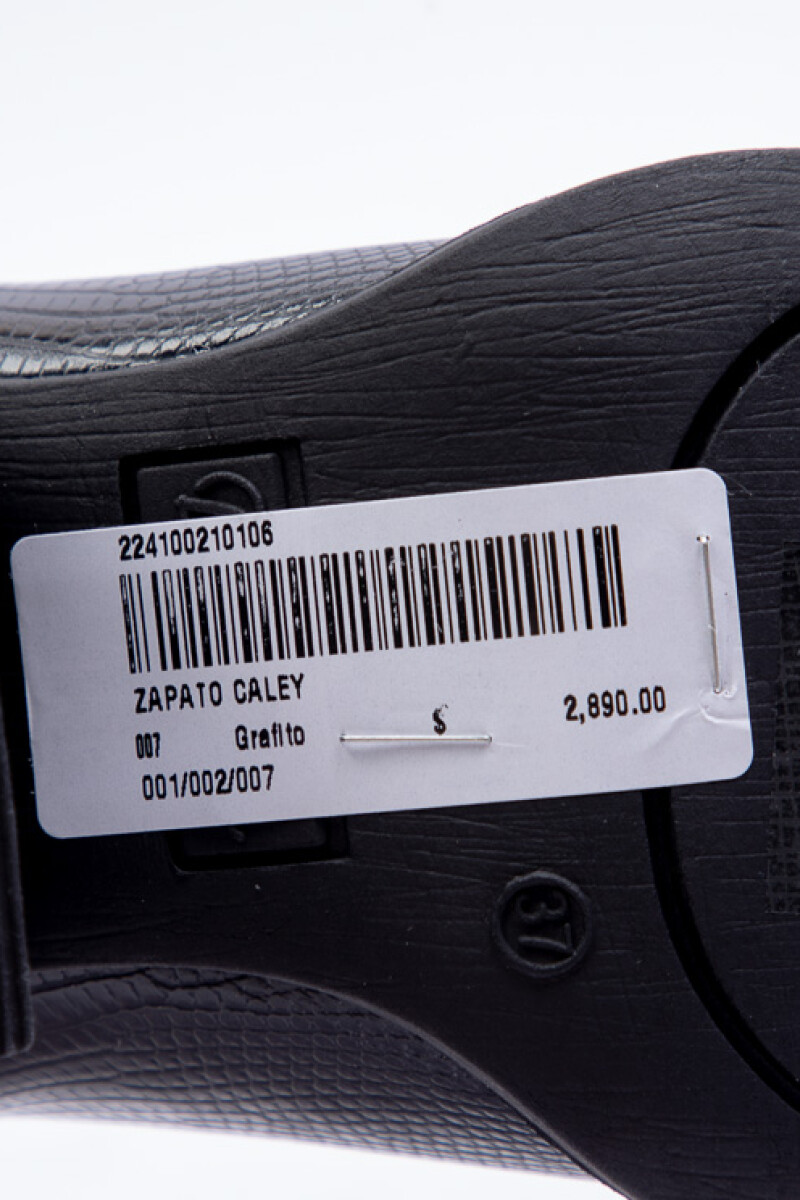 224100210106
ZAPATO CALEY
007 Grafito $ 2,890.00
001/002/007
37